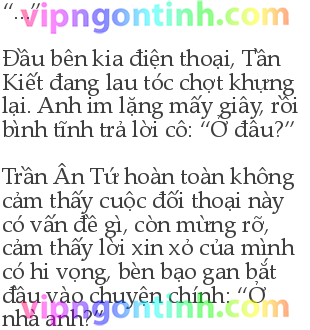 “...”
vipngontinh.com
Đầu bên kia điện thoại, Tần
Kiết đang lau tóc chợt khựng
lại. Anh im lặng mấy giây, rồi
bình tĩnh trả lời cô: “Ở đâu?”
Trần Ân Tứ hoàn toàn không
cảm thấy cuộc đối thoại này
có vấn đề gì, còn mừng rỡ,
cảm thấy lời xin xỏ của mình
có hi vọng, bèn bạo gan bắt
đầu vào chuyện chính: “Ở
nhà anh?”
vipngontinh.com